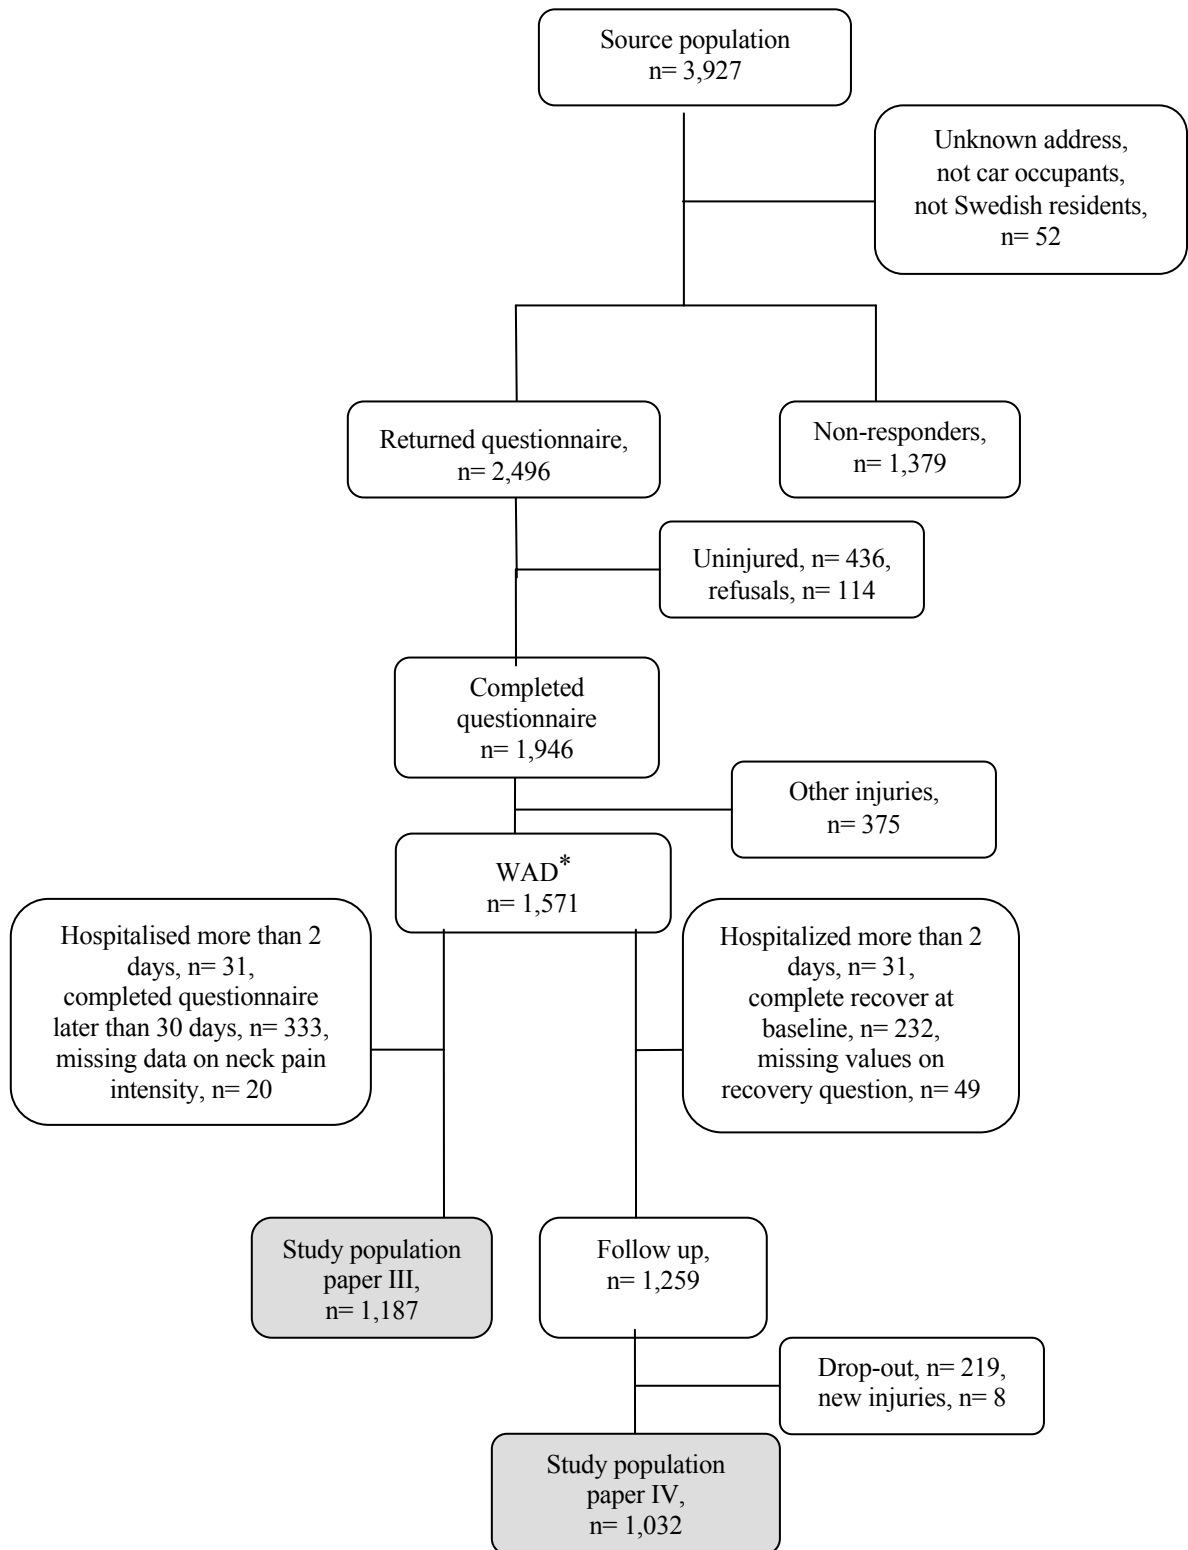 Source population
n= 3,927
Unknown address,
not car occupants,
not Swedish residents,
n= 52
Returned questionnaire,
n= 2,496
Non-responders,
n= 1,379
Uninjured, n= 436,
refusals, n= 114
Completed
questionnaire
n= 1,946
Other injuries,
n= 375
WAD*
n= 1,571
Hospitalised more than 2
days, n= 31,
completed questionnaire
later than 30 days, n= 333,
missing data on neck pain
intensity, n= 20
Hospitalized more than 2
days, n= 31,
complete recover at
baseline, n= 232,
missing values on
recovery question, n= 49
Study population
paper III,
n= 1,187
Follow up,
n= 1,259
Drop-out, n= 219,
new injuries, n= 8
Study population
paper IV,
n= 1,032